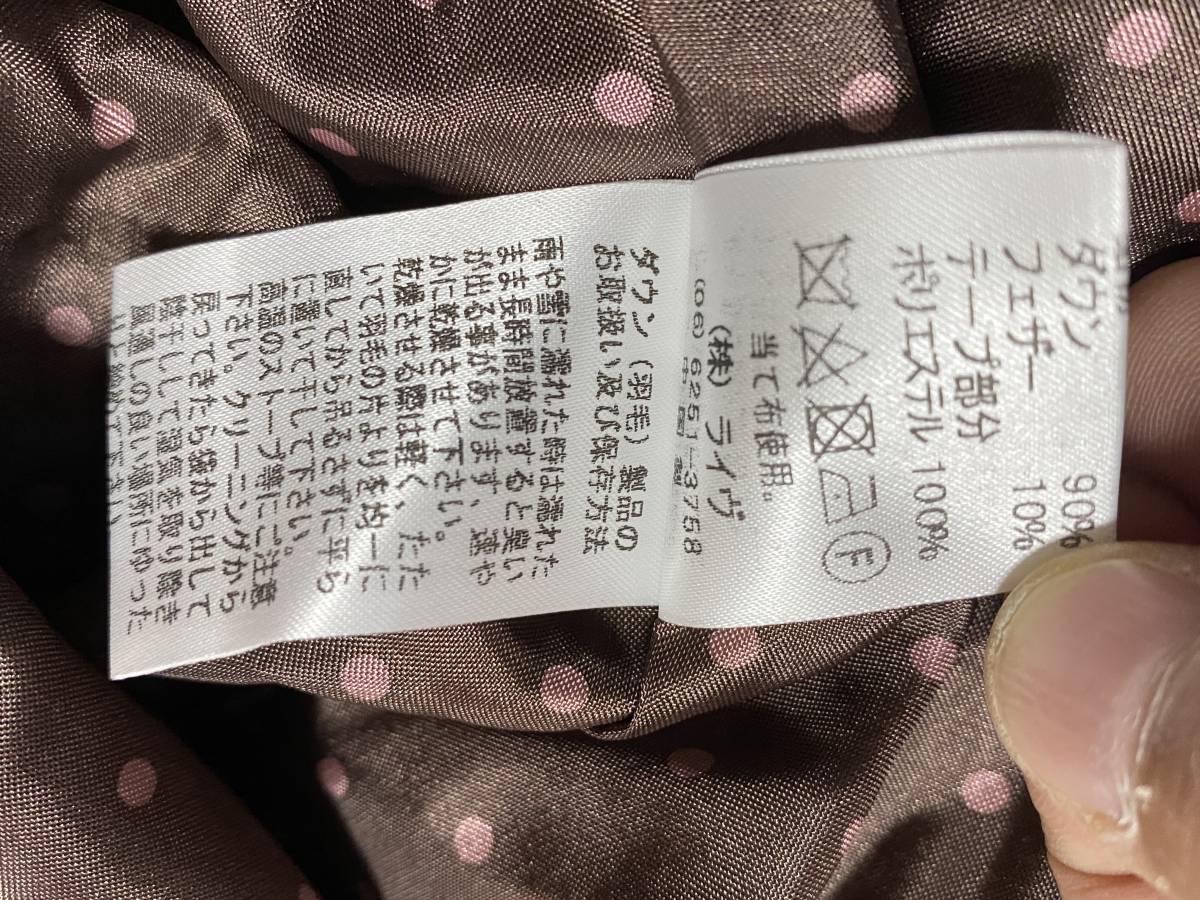 ダウン 90%
フェザー 10%
テープ部分
ポリエステル 100%
F
当て布使用。
(株) ライヴ
(06) 6251-3758
中国製
ダウン (羽毛) 製品の
お取扱い及び保存方法
雨や雪に濡れた時は濡れた
まま長時間放置すると臭い
が出る事があります、速や
かに乾燥させて下さい。
乾燥させる際は軽く、たた
いて羽毛の片よりを均一に
直してから吊るさずに平ら
に書して干して下さい。
高温のストーブ等にご注意
下さい。クリーニングから
戻ってきたら袋から出して
陰干しして湿気を取り除き
風通しの良い場所にゆった